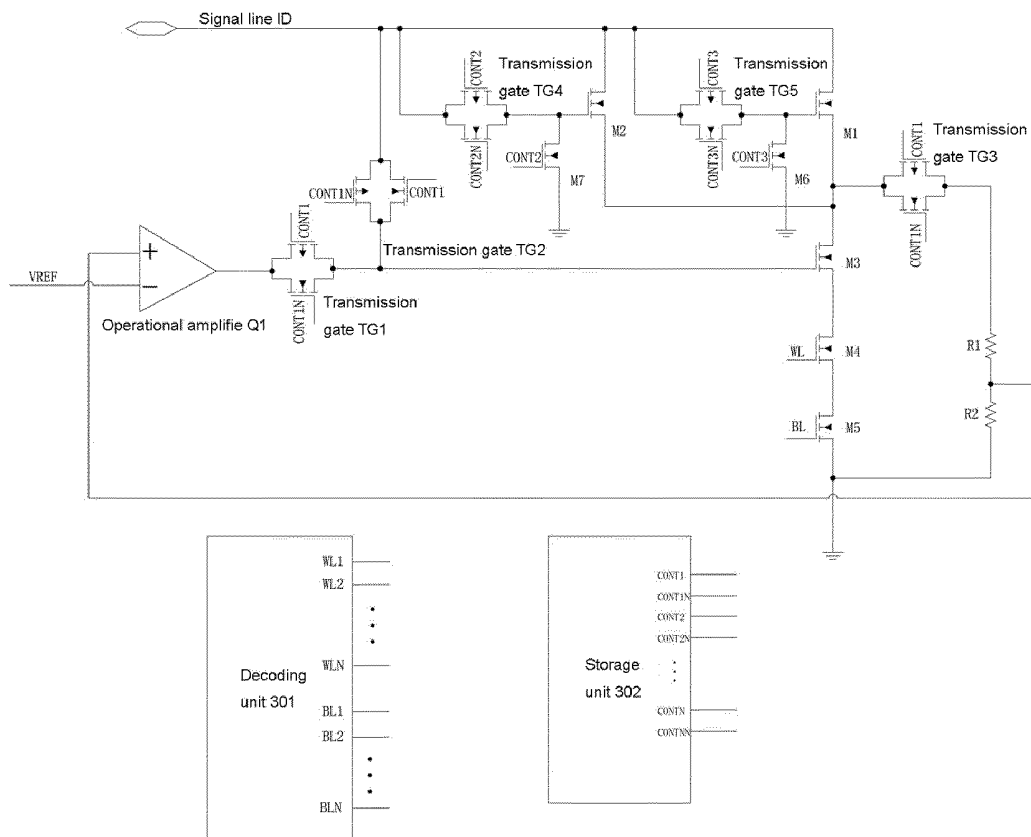 Signal line ID
CONT2
Transmission
gate TG4
CONT2N
CONT2
M7
M2
CONT3
Transmission
gate TG5
CONT3N
CONT3
M6
M1
CONT1
Transmission
gate TG3
CONT1N
CONT1N
CONT1
CONT1
Transmission gate TG2
+
VREF
−
Operational amplifie Q1
CONT1N
Transmission
gate TG1
M3
WL
M4
BL
M5
R1
R2
WL1
WL2
WLN
Decoding
unit 301
BL1
BL2
BLN
CONT1
CONT1N
CONT2
CONT2N
Storage
unit 302
CONTN
CONTNN